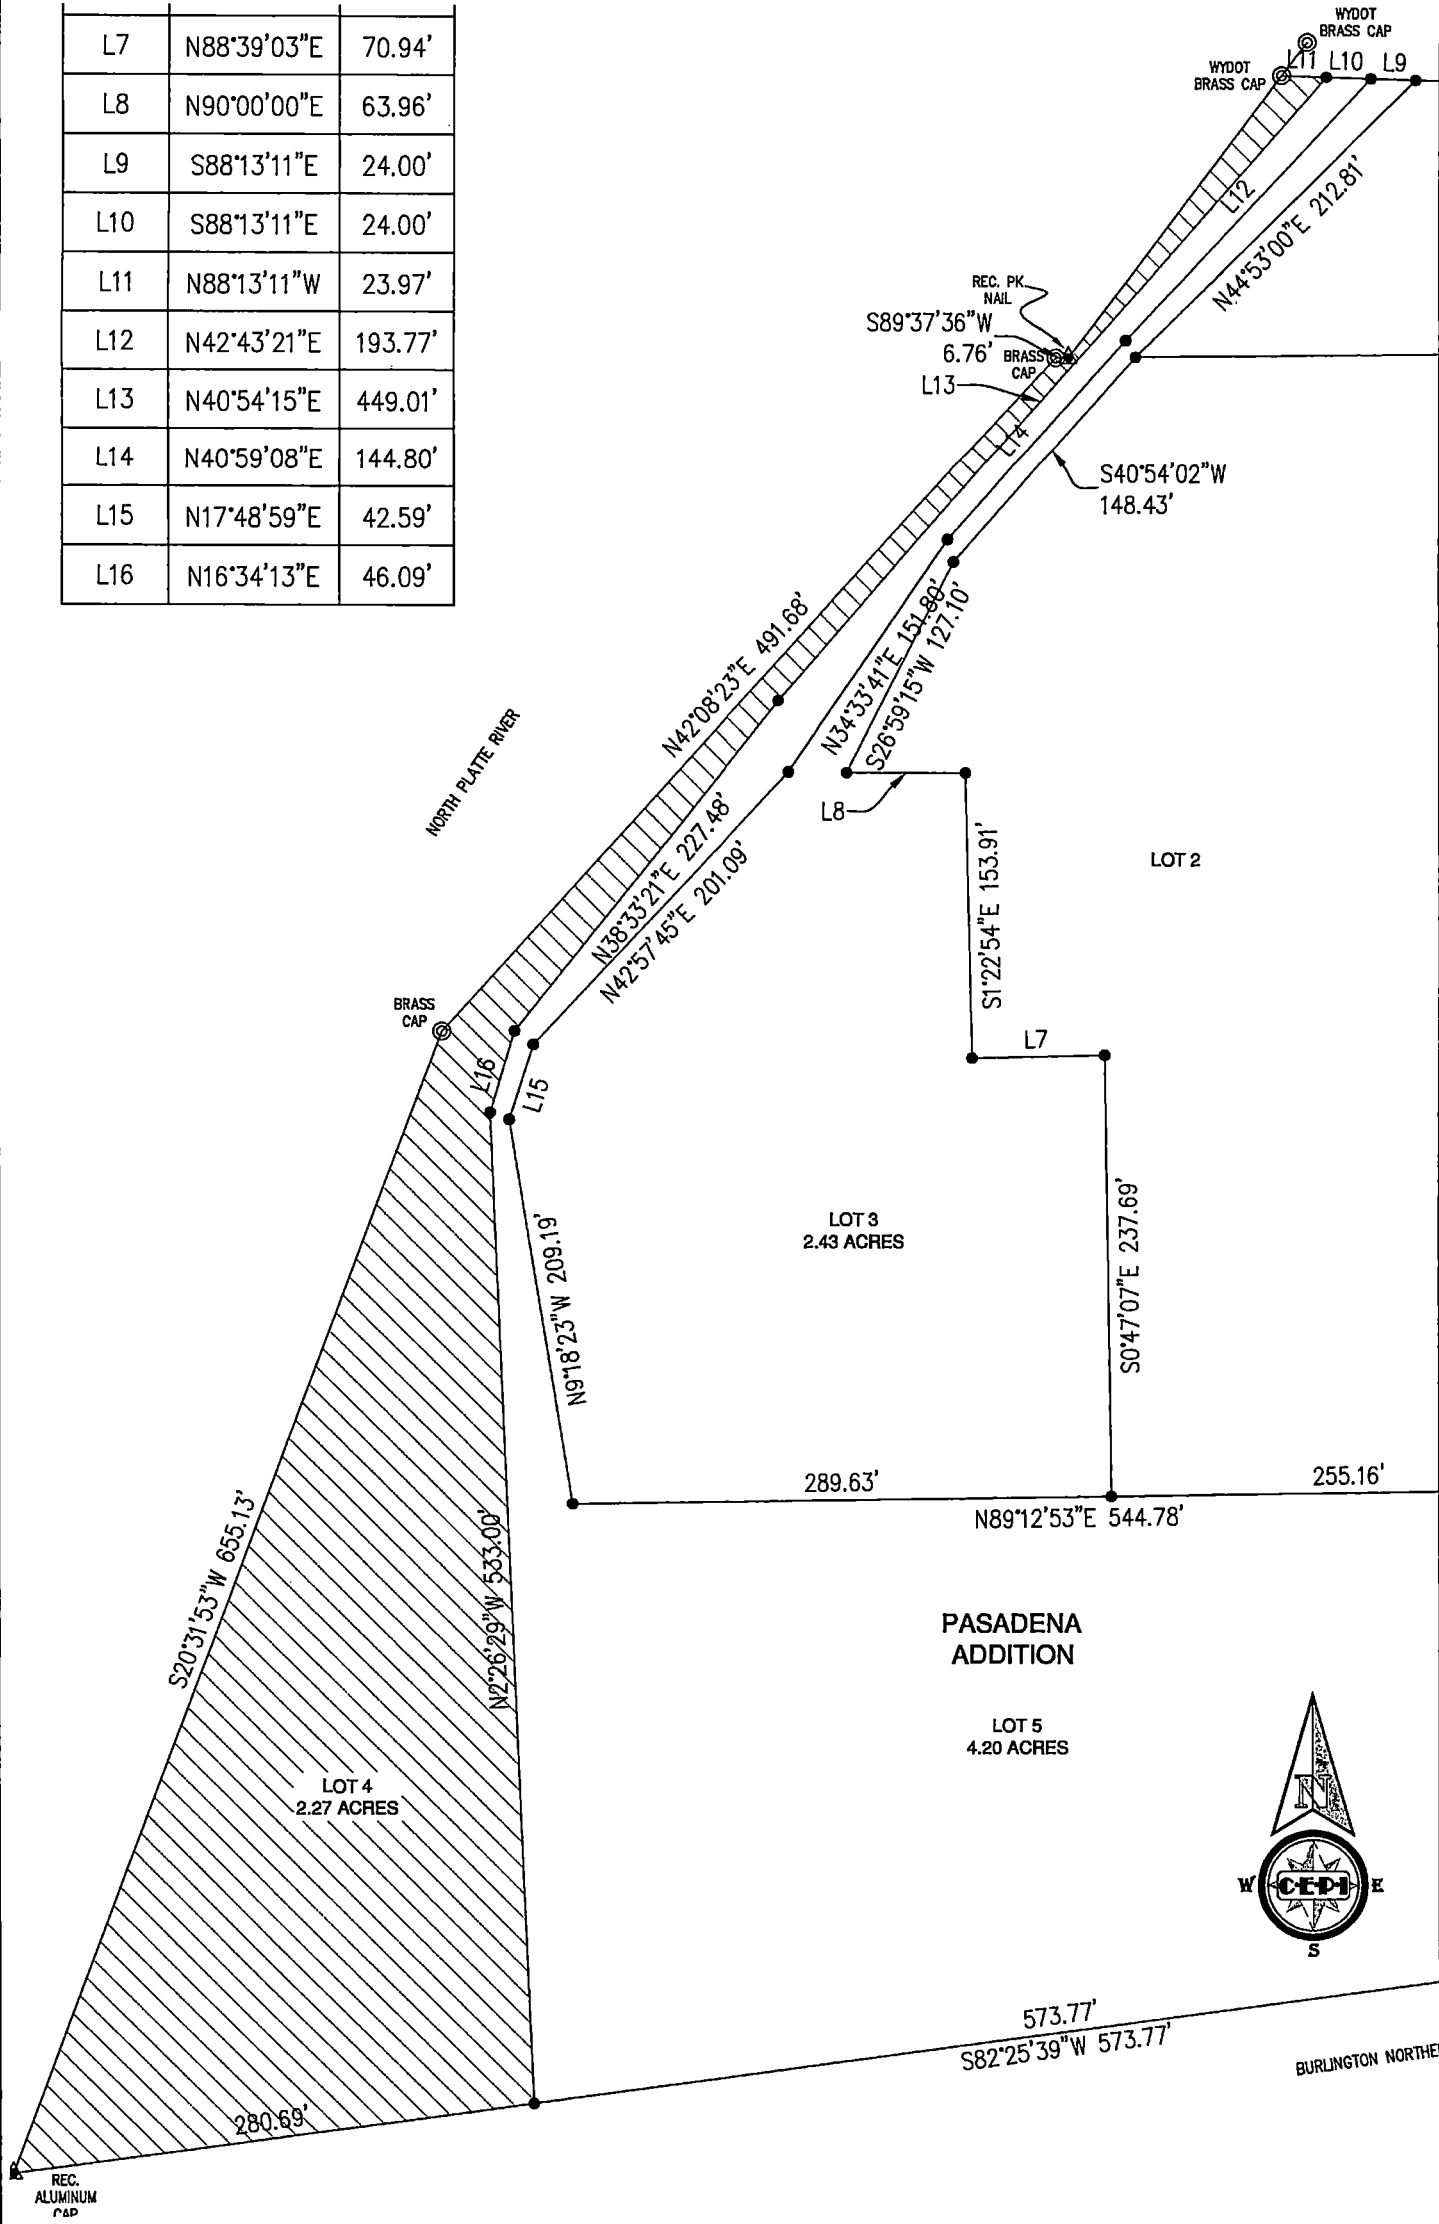 L7 N88°39'03"E 70.94'
L8 N90°00'00"E 63.96'
L9 S88°13'11"E 24.00'
L10 S88°13'11"E 24.00'
L11 N88°13'11"W 23.97'
L12 N42°43'21"E 193.77'
L13 N40°54'15"E 449.01'
L14 N40°59'08"E 144.80'
L15 N17°48'59"E 42.59'
L16 N16°34'13"E 46.09'
WYDOT
BRASS CAP
WYDOT
BRASS CAP
L11 L10 L9
L12
N44°53'00"E 212.81'
REC. PK
NAIL
S89°37'36"W
6.76'
BRASS
CAP
L13
L14
S40°54'02"W
148.43'
N34°33'41"E 151.80'
S26°59'15"W 127.10'
N42°08'23"E 491.68'
NORTH PLATTE RIVER
L8
N38°33'21"E 227.48'
N42°57'45"E 201.09'
S1°22'54"E 153.91'
LOT 2
BRASS
CAP
L7
L16
L15
LOT 3
2.43 ACRES
N9°18'23"W 209.19'
S0°47'07"E 237.69'
289.63'
255.16'
N89°12'53"E 544.78'
S20°31'53"W 655.13'
N2°26'29"W 533.00'
PASADENA
ADDITION
LOT 5
4.20 ACRES
LOT 4
2.27 ACRES
N
W C·E·P·I E
S
573.77'
S82°25'39"W 573.77'
BURLINGTON NORTHE
280.69'
REC.
ALUMINUM
CAP